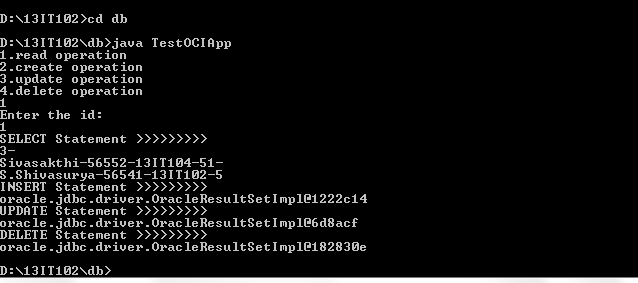 D:\13IT102>cd db
D:\13IT102\db>java TestOCIApp
1.read operation
2.create operation
3.update operation
4.delete operation
1
Enter the id:
1
SELECT Statement >>>>>>>>>
3-
Sivasakthi-56552-13IT104-51-
S.Shivasurya-56541-13IT102-5
INSERT Statement >>>>>>>>>
oracle.jdbc.driver.OracleResultSetImpl@1222c14
UPDATE Statement >>>>>>>>>
oracle.jdbc.driver.OracleResultSetImpl@6d8acf
DELETE Statement >>>>>>>>>
oracle.jdbc.driver.OracleResultSetImpl@182830e
D:\13IT102\db>